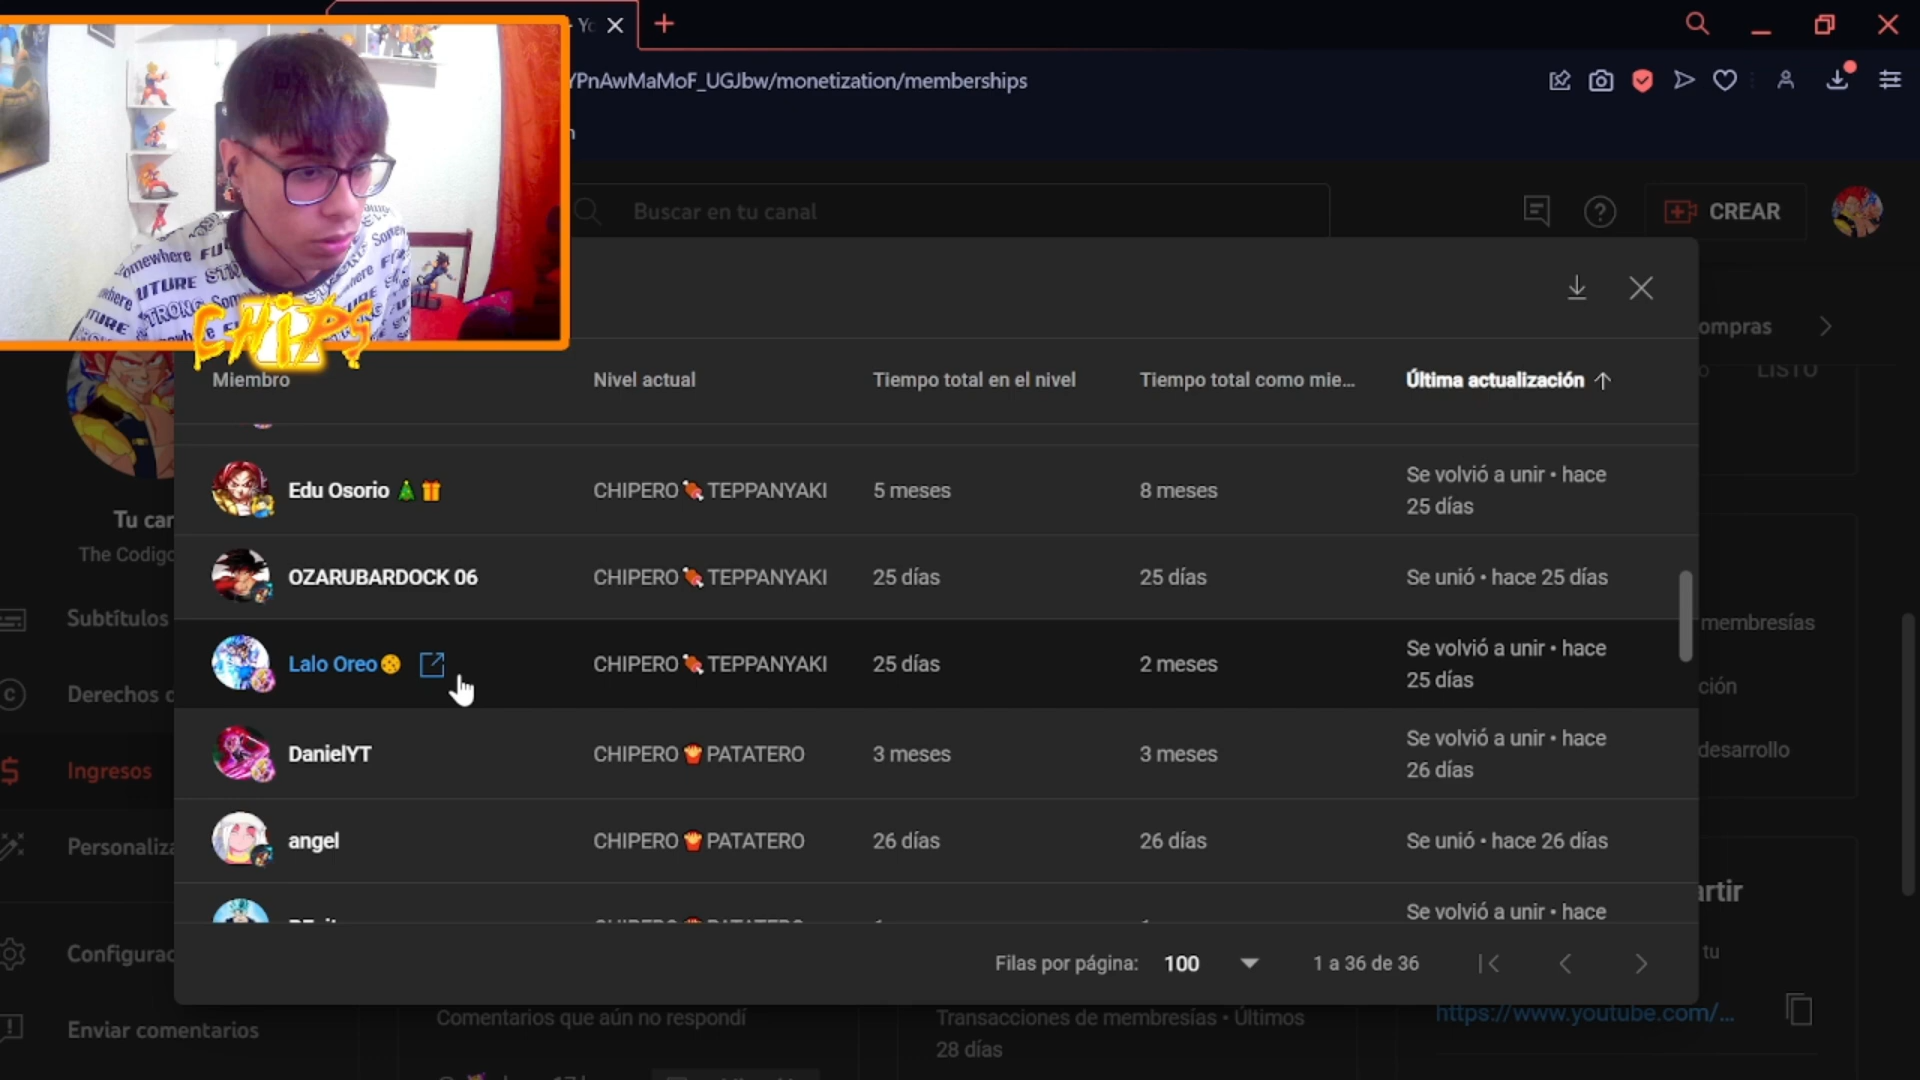 YPnAwMaMoF_UGJbw/monetization/memberships
Buscar en tu canal
CREAR
CHIPS
ompras
LISTO
Miembro
Nivel actual
Tiempo total en el nivel
Tiempo total como mie...
Última actualización
Edu Osorio 🎄🎁
CHIPERO🍖TEPPANYAKI
5 meses
8 meses
Se volvió a unir • hace
25 días
Tu car
The Codigo
OZARUBARDOCK 06
CHIPERO🍖TEPPANYAKI
25 días
25 días
Se unió • hace 25 días
Subtítulos
membresías
Lalo Oreo🍪
CHIPERO🍖TEPPANYAKI
25 días
2 meses
Se volvió a unir • hace
25 días
Derechos c
ción
DanielYT
CHIPERO🍟PATATERO
3 meses
3 meses
Se volvió a unir • hace
26 días
desarrollo
Ingresos
angel
CHIPERO🍟PATATERO
26 días
26 días
Se unió • hace 26 días
Personaliza
artir
Se volvió a unir • hace
Configurac
Filas por página:
100
1 a 36 de 36
tu
Enviar comentarios
Comentarios que aún no respondí
Transacciones de membresías • Últimos
28 días
https://www.youtube.com/...